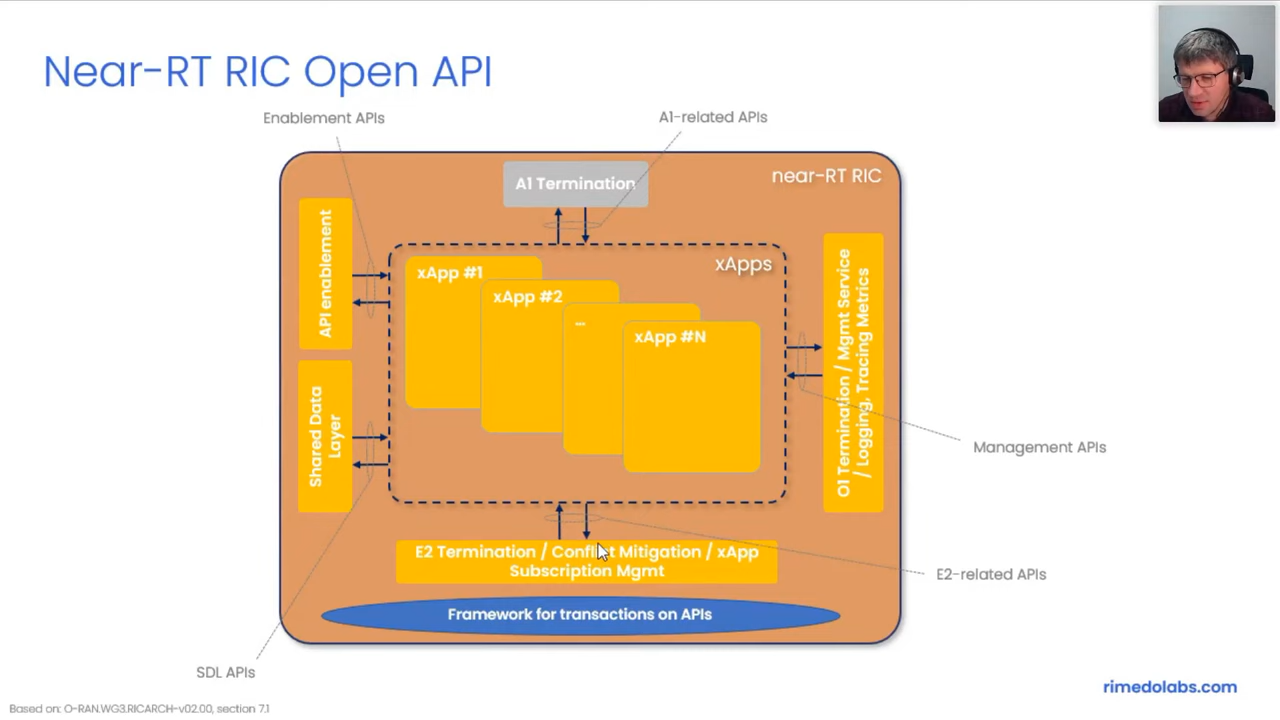 Near-RT RIC Open API
Enablement APIs
A1-related APIs
near-RT RIC
A1 Termination
API enablement
Shared Data
Layer
xApps
xApp #1
xApp #2
...
xApp #N
O1 Termination / Mgmt Service
/ Logging, Tracing Metrics
Management APIs
E2 Termination / Conflict Mitigation / xApp
Subscription Mgmt
E2-related APIs
Framework for transactions on APIs
SDL APIs
rimedolabs.com
Based on: O-RAN.WG3.RICARCH-v02.00, section 7.1